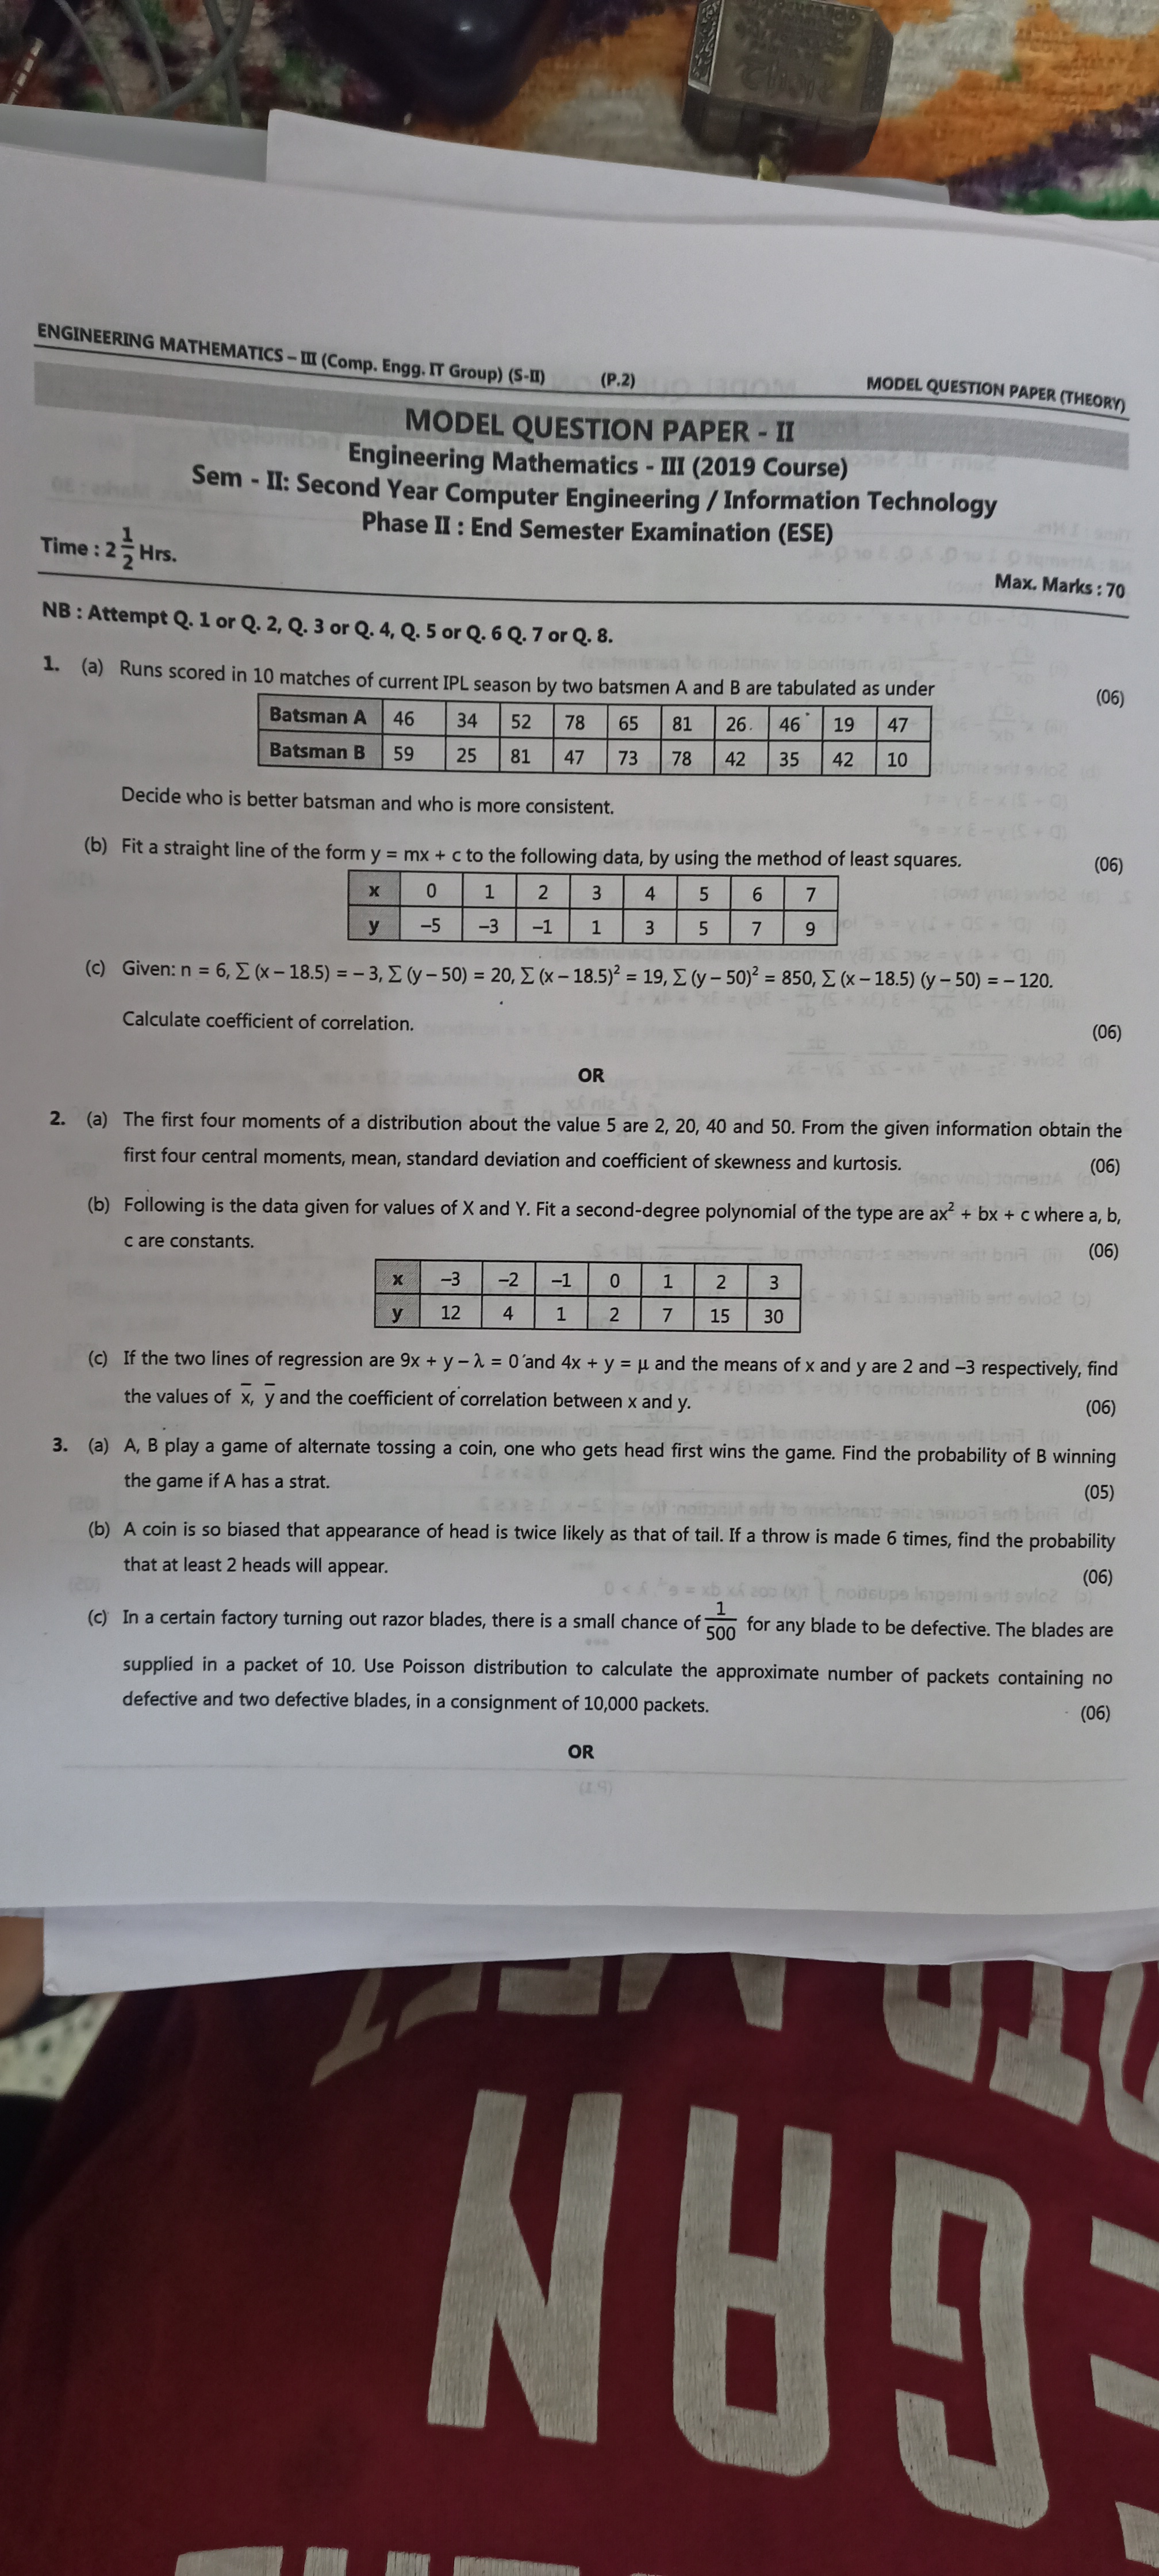 ENGINEERING MATHEMATICS – III (Comp. Engg. IT Group) (S-II) (P.2) MODEL QUESTION PAPER (THEORY)
MODEL QUESTION PAPER - II
Engineering Mathematics - III (2019 Course)
Sem - II: Second Year Computer Engineering / Information Technology
Phase II : End Semester Examination (ESE)
Time : 2 1/2 Hrs.
Max. Marks : 70
NB : Attempt Q. 1 or Q. 2, Q. 3 or Q. 4, Q. 5 or Q. 6 Q. 7 or Q. 8.
1. (a) Runs scored in 10 matches of current IPL season by two batsmen A and B are tabulated as under (06)
Batsman A 46 34 52 78 65 81 26 46 19 47
Batsman B 59 25 81 47 73 78 42 35 42 10
Decide who is better batsman and who is more consistent.
(b) Fit a straight line of the form y = mx + c to the following data, by using the method of least squares. (06)
x 0 1 2 3 4 5 6 7
y –5 –3 –1 1 3 5 7 9
(c) Given: n = 6, Σ (x – 18.5) = – 3, Σ (y – 50) = 20, Σ (x – 18.5)² = 19, Σ (y – 50)² = 850, Σ (x – 18.5) (y – 50) = – 120.
Calculate coefficient of correlation. (06)
OR
2. (a) The first four moments of a distribution about the value 5 are 2, 20, 40 and 50. From the given information obtain the
first four central moments, mean, standard deviation and coefficient of skewness and kurtosis. (06)
(b) Following is the data given for values of X and Y. Fit a second-degree polynomial of the type are ax² + bx + c where a, b,
c are constants. (06)
x –3 –2 –1 0 1 2 3
y 12 4 1 2 7 15 30
(c) If the two lines of regression are 9x + y – λ = 0 and 4x + y = μ and the means of x and y are 2 and –3 respectively, find
the values of x̄, ȳ and the coefficient of correlation between x and y. (06)
3. (a) A, B play a game of alternate tossing a coin, one who gets head first wins the game. Find the probability of B winning
the game if A has a strat. (05)
(b) A coin is so biased that appearance of head is twice likely as that of tail. If a throw is made 6 times, find the probability
that at least 2 heads will appear. (06)
(c) In a certain factory turning out razor blades, there is a small chance of 1/500 for any blade to be defective. The blades are
supplied in a packet of 10. Use Poisson distribution to calculate the approximate number of packets containing no
defective and two defective blades, in a consignment of 10,000 packets. (06)
OR